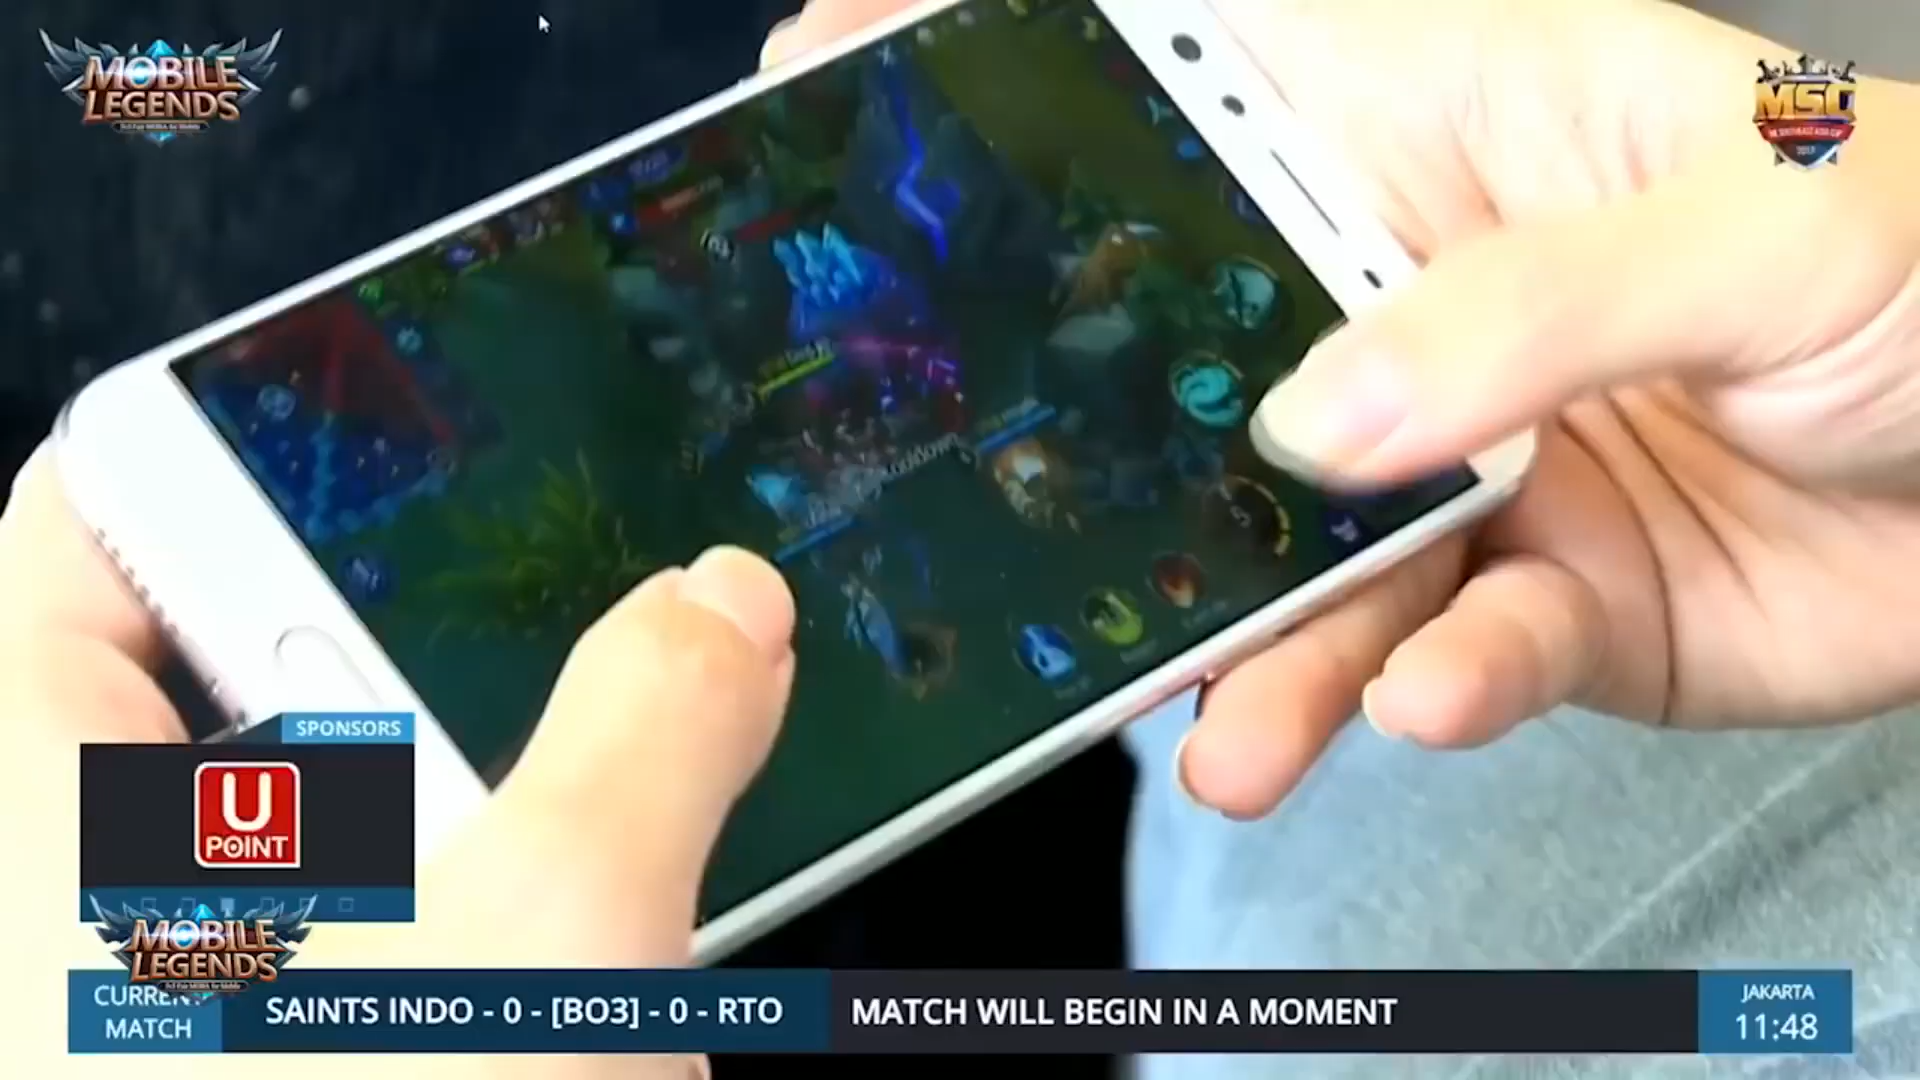 MOBILE
LEGENDS
MSC
2017
SPONSORS
U
POINT
MOBILE
LEGENDS
CURRENT
MATCH
SAINTS INDO - 0 - [BO3] - 0 - RTO
MATCH WILL BEGIN IN A MOMENT
JAKARTA
11:48